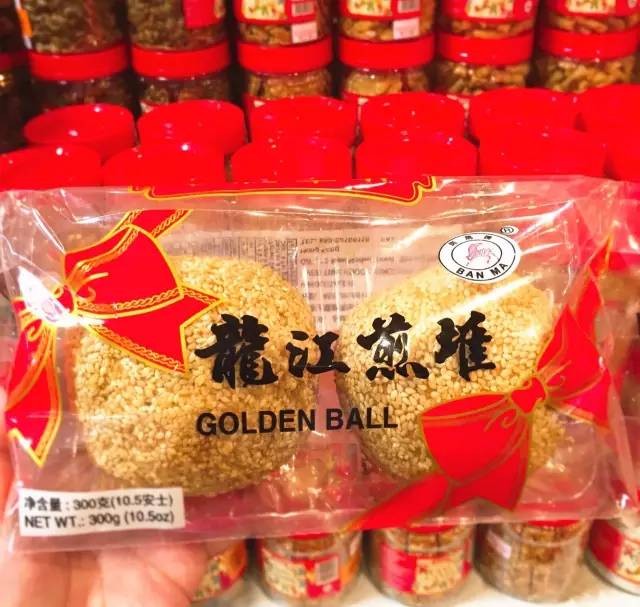 BAN MA
®
龍江煎堆
GOLDEN BALL
净含量：300克(10.5安士)
NET WT.: 300g (10.5oz)